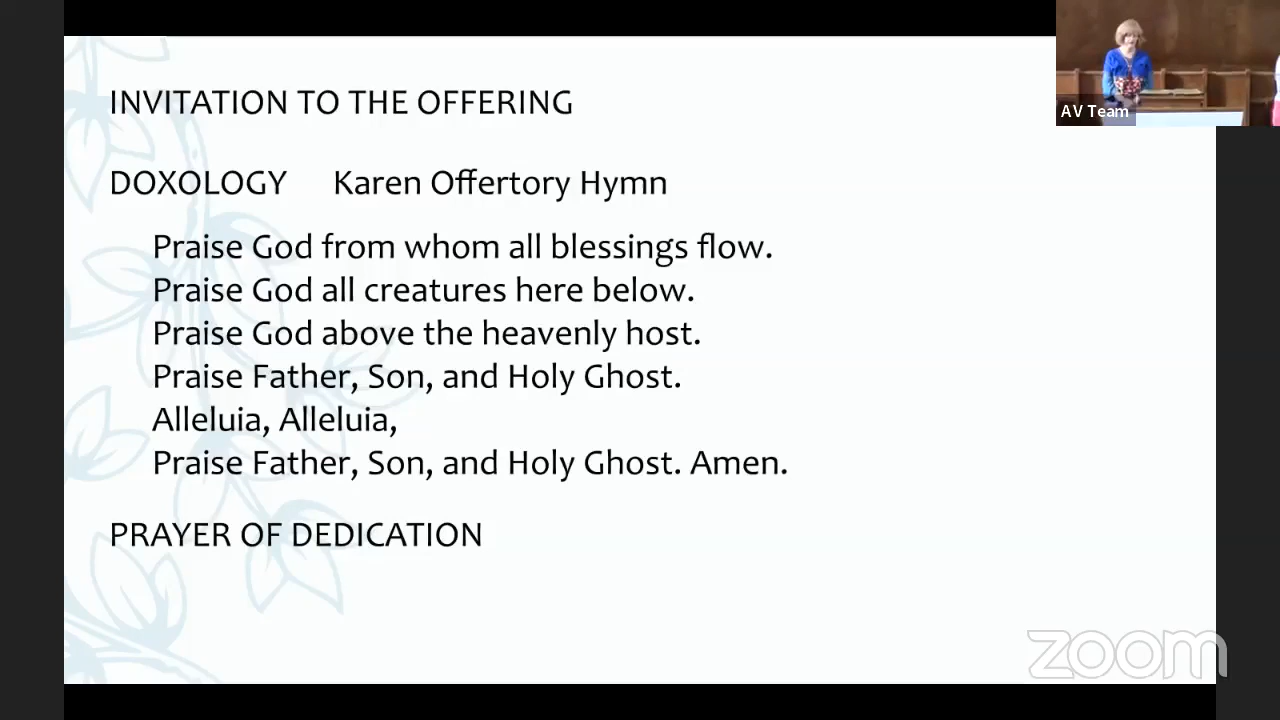 INVITATION TO THE OFFERING
DOXOLOGY Karen Offertory Hymn
Praise God from whom all blessings flow.
Praise God all creatures here below.
Praise God above the heavenly host.
Praise Father, Son, and Holy Ghost.
Alleluia, Alleluia,
Praise Father, Son, and Holy Ghost. Amen.
PRAYER OF DEDICATION
AV Team
zoom